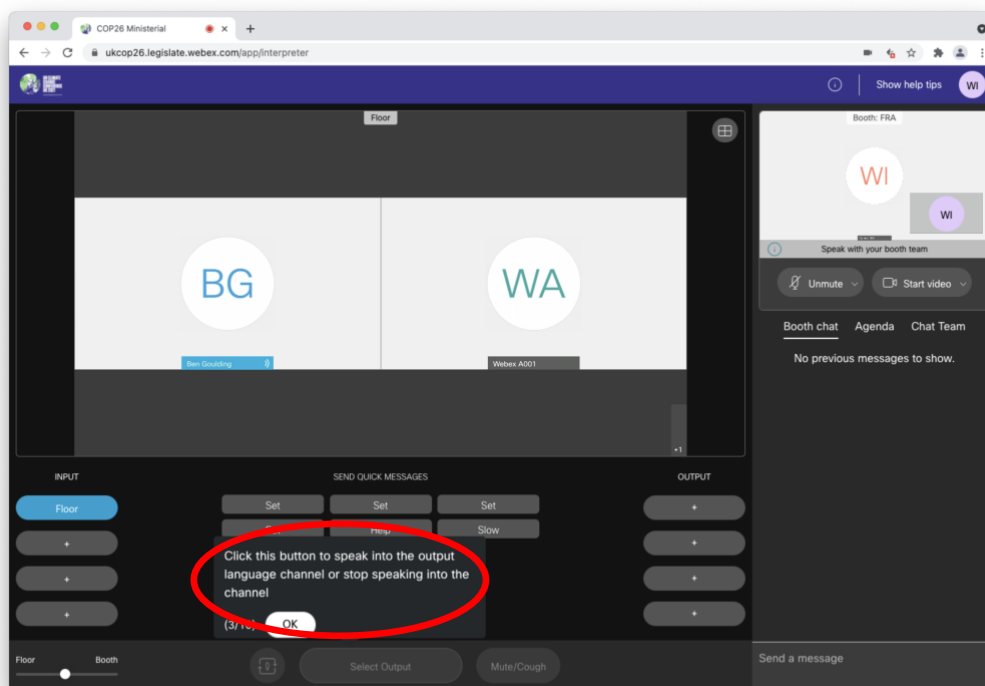 COP26 Ministerial
ukcop26.legislate.webex.com/app/interpreter
Show help tips
WI
Floor
Booth: FRA
WI
WI
Speak with your booth team
Unmute
Start video
BG
WA
Ben Goulding
Webex A001
Booth chat Agenda Chat Team
No previous messages to show.
+1
INPUT
SEND QUICK MESSAGES
OUTPUT
Floor
Set Set Set
+
Help Slow
+
+
+
+
+
+
Click this button to speak into the output
language channel or stop speaking into the
channel
OK
Floor Booth
Select Output
Mute/Cough
Send a message